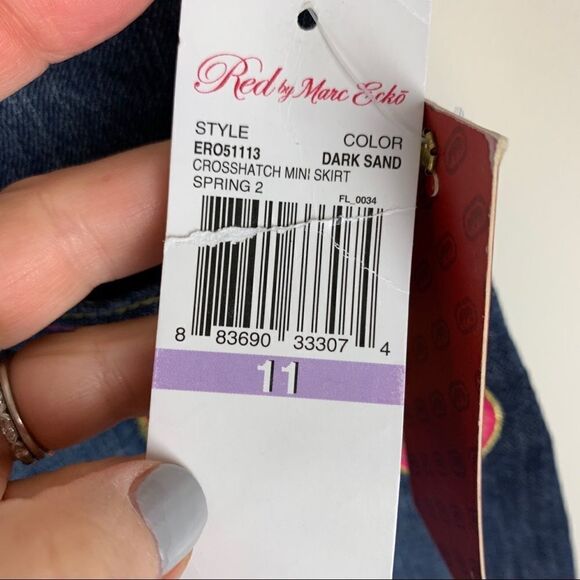 Red by Marc Eckō
STYLE COLOR
ERO51113 DARK SAND
CROSSHATCH MINI SKIRT
SPRING 2
FL_0034
8 83690 33307 4
11